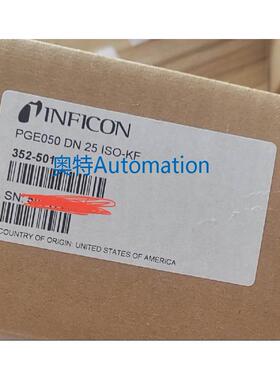 INFICON
PGE050 DN 25 ISO-KF
352-501
奥特Automation
SN:
COUNTRY OF ORIGIN: UNITED STATES OF AMERICA